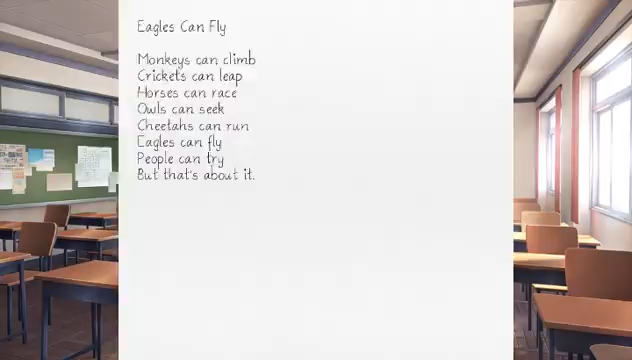 Eagles Can Fly
Monkeys can climb
Crickets can leap
Horses can race
Owls can seek
Cheetahs can run
Eagles can fly
People can try
But that's about it.